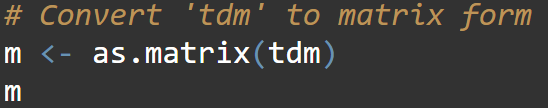 # Convert 'tdm' to matrix form
m <- as.matrix(tdm)
m